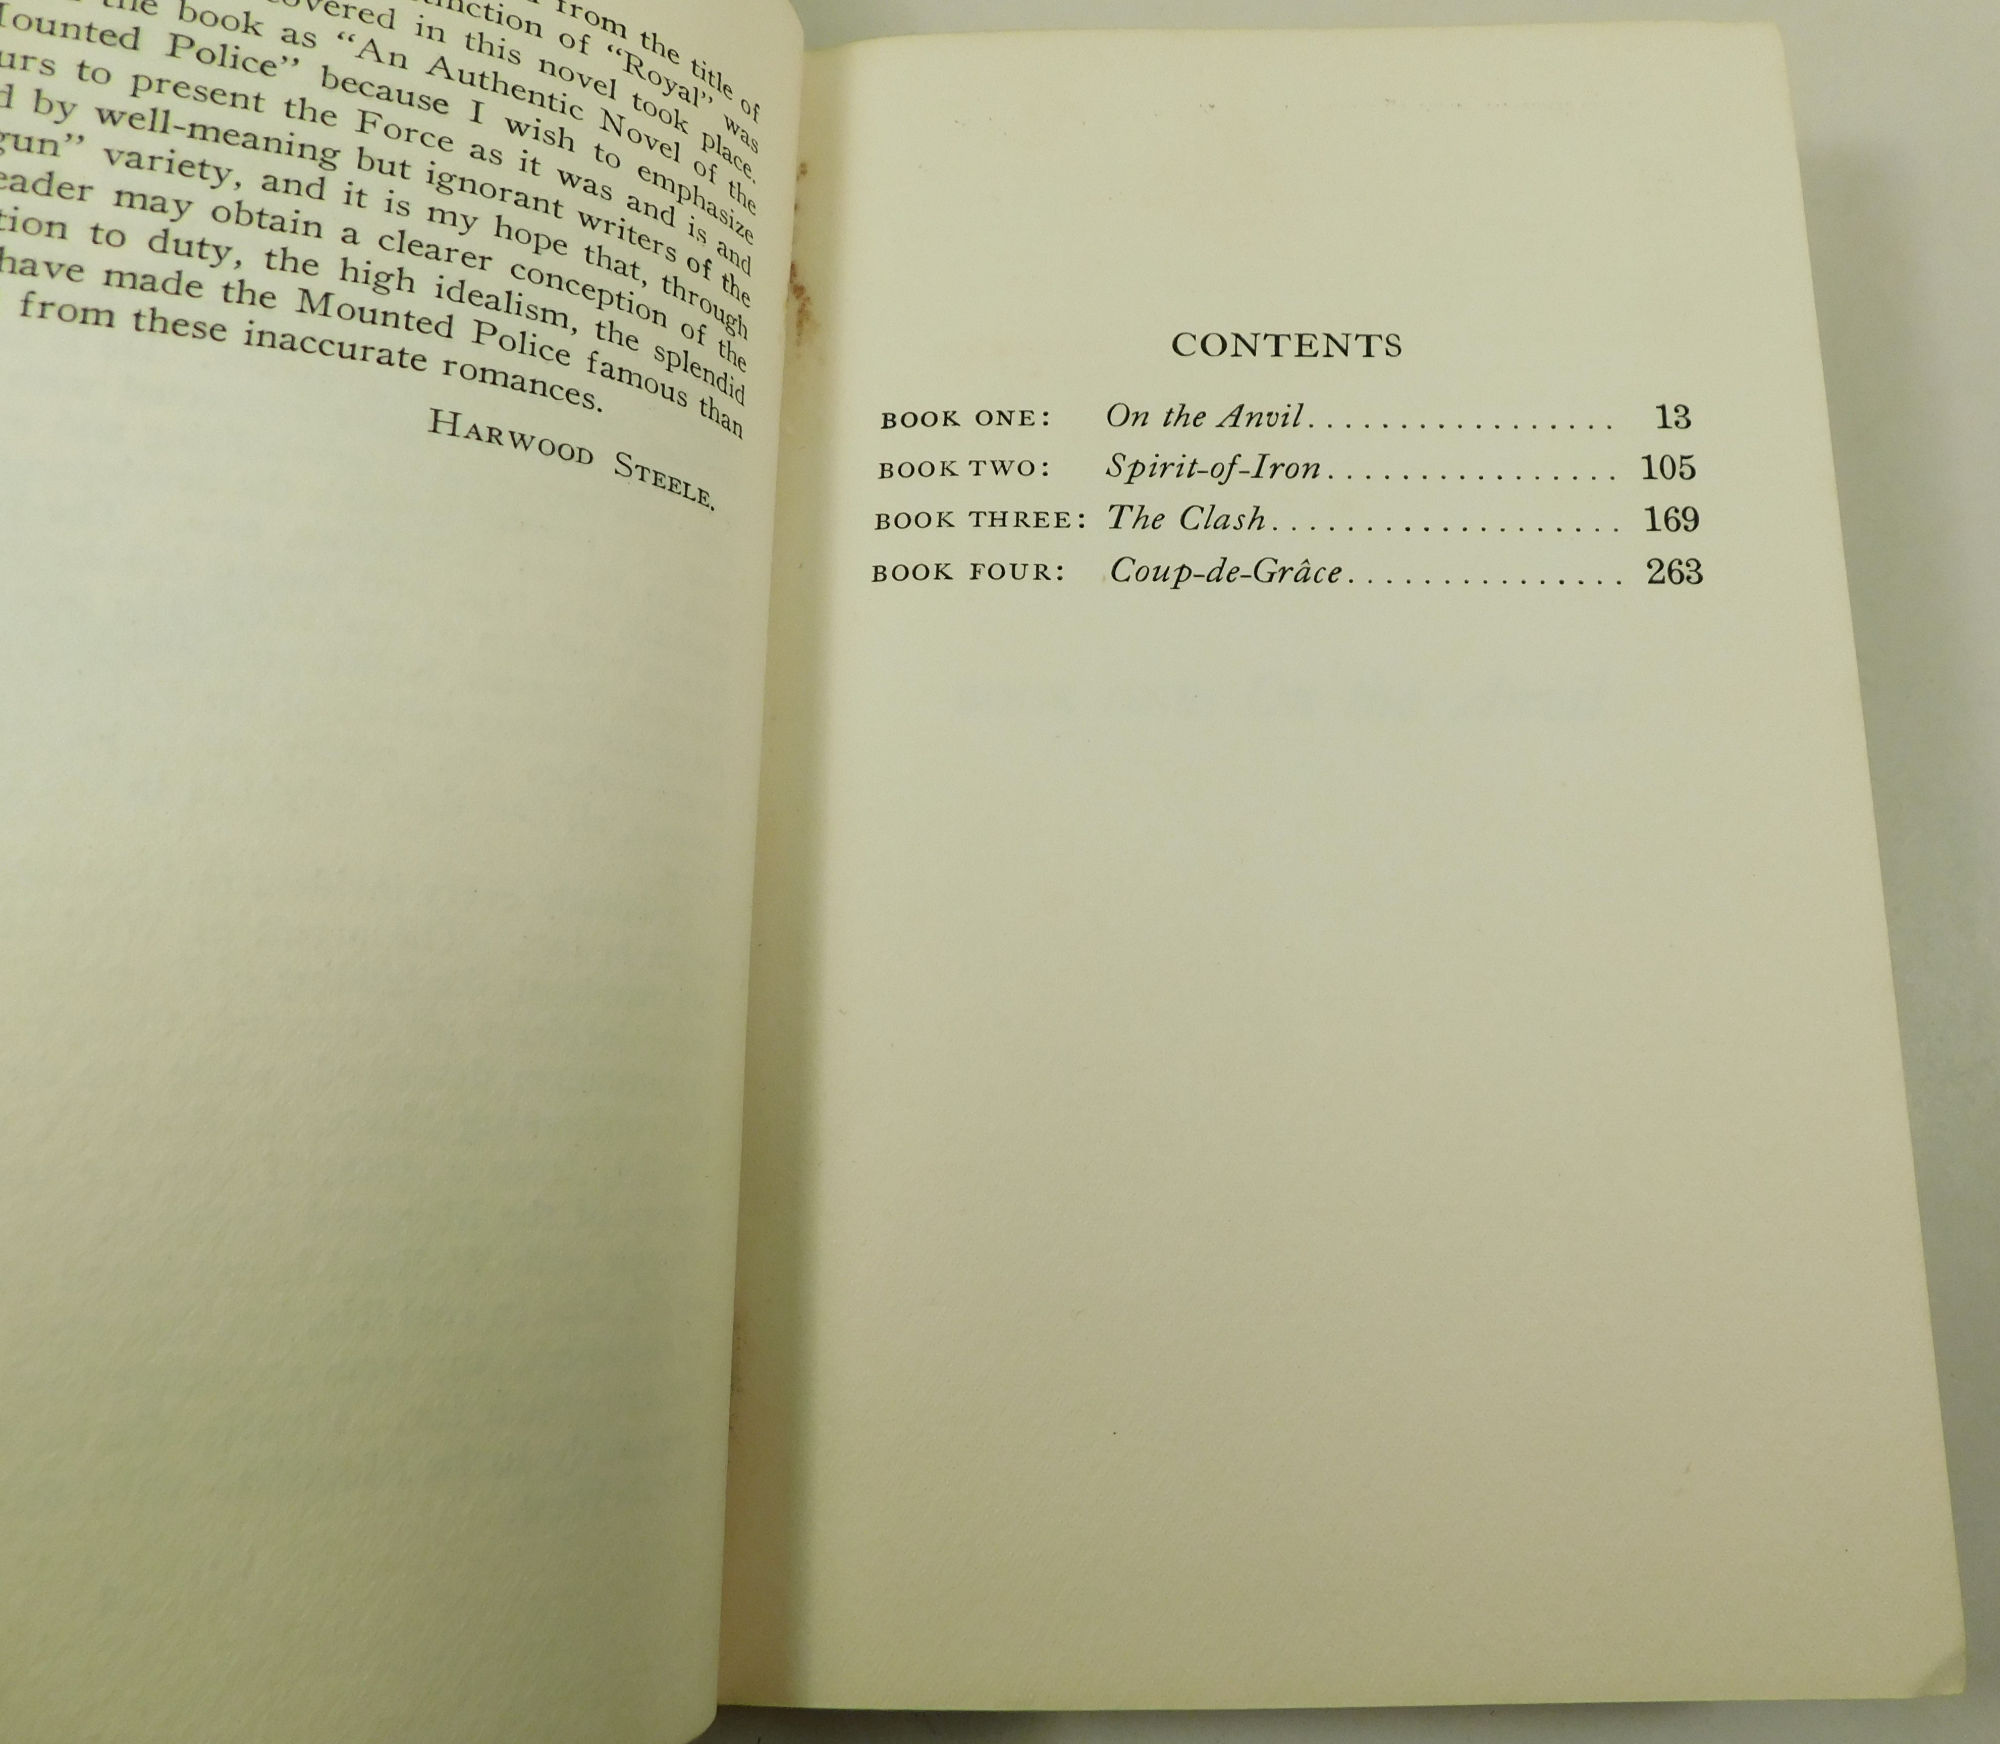 from the title of
inction of "Royal" was
overed in this novel took place.
the book as "An Authentic Novel of the
ounted Police" because I wish to emphasize
urs to present the Force as it was and is and
d by well-meaning but ignorant writers of the
gun" variety, and it is my hope that, through
eader may obtain a clearer conception of the
tion to duty, the high idealism, the splendid
have made the Mounted Police famous than
from these inaccurate romances.
HARWOOD STEELE.
CONTENTS
BOOK ONE: On the Anvil................. 13
BOOK TWO: Spirit-of-Iron................ 105
BOOK THREE: The Clash................... 169
BOOK FOUR: Coup-de-Grâce............... 263